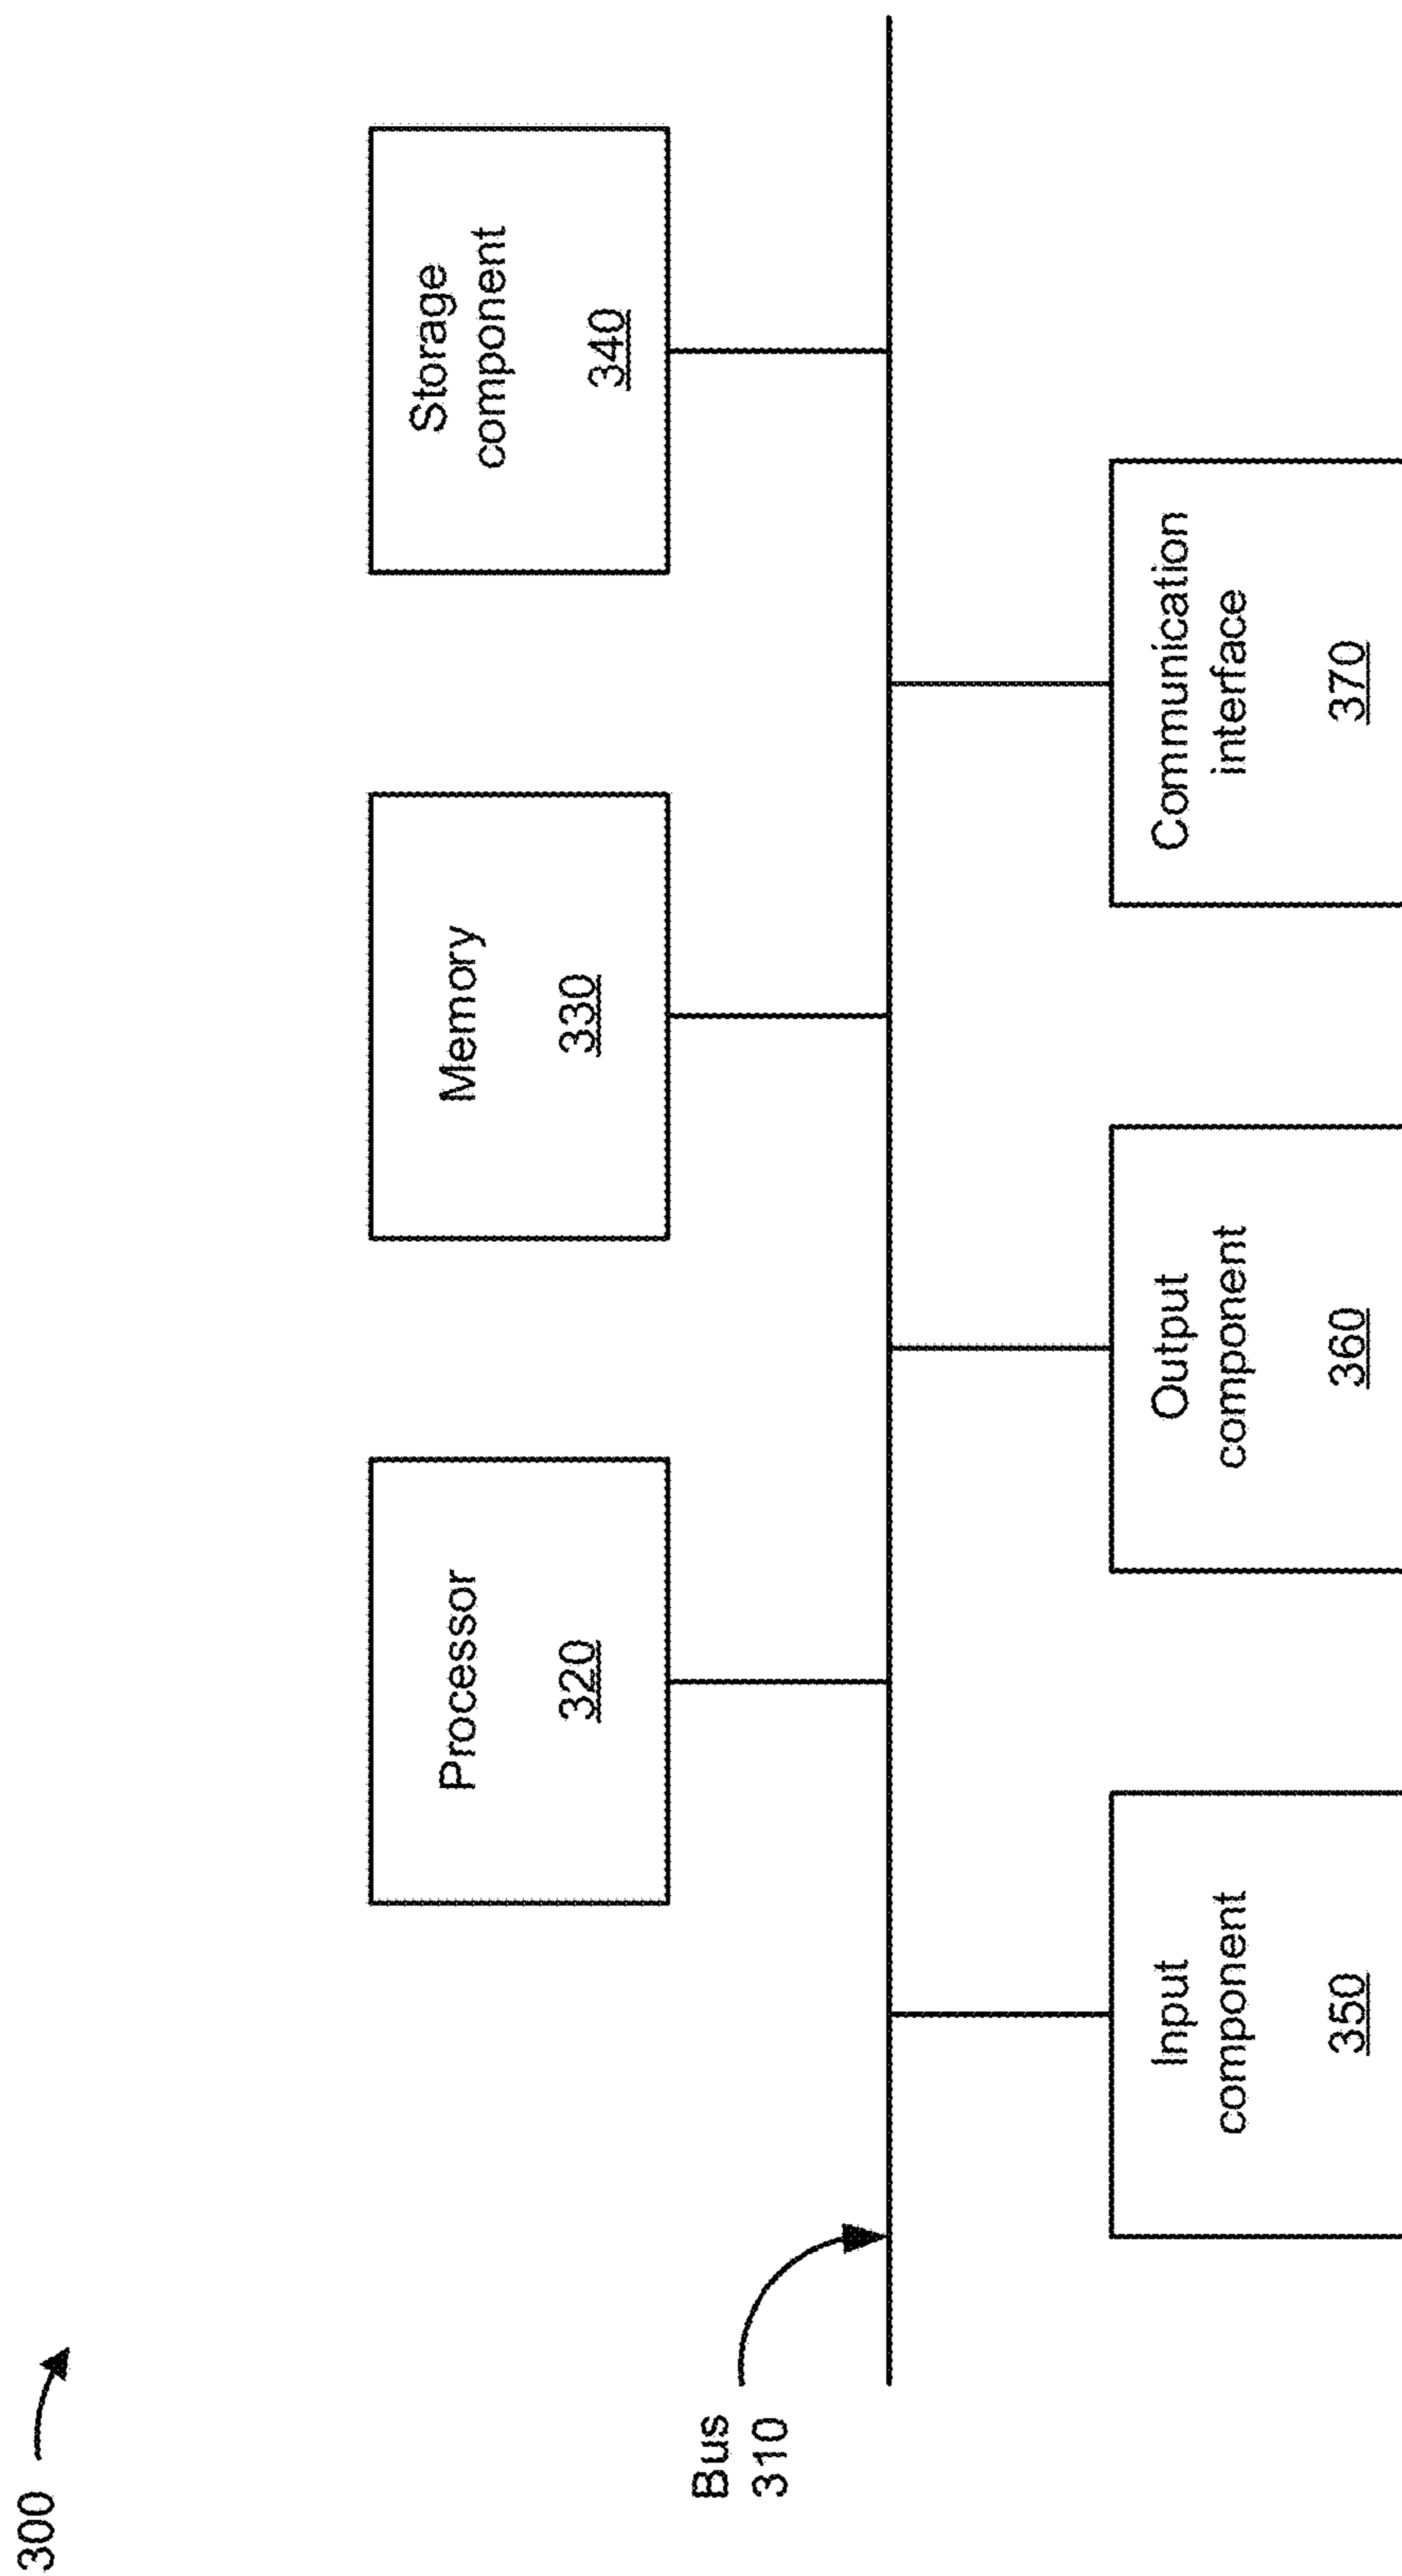 300
Processor
320
Memory
330
Storage
component
340
Bus
310
Input
component
350
Output
component
360
Communication
interface
370